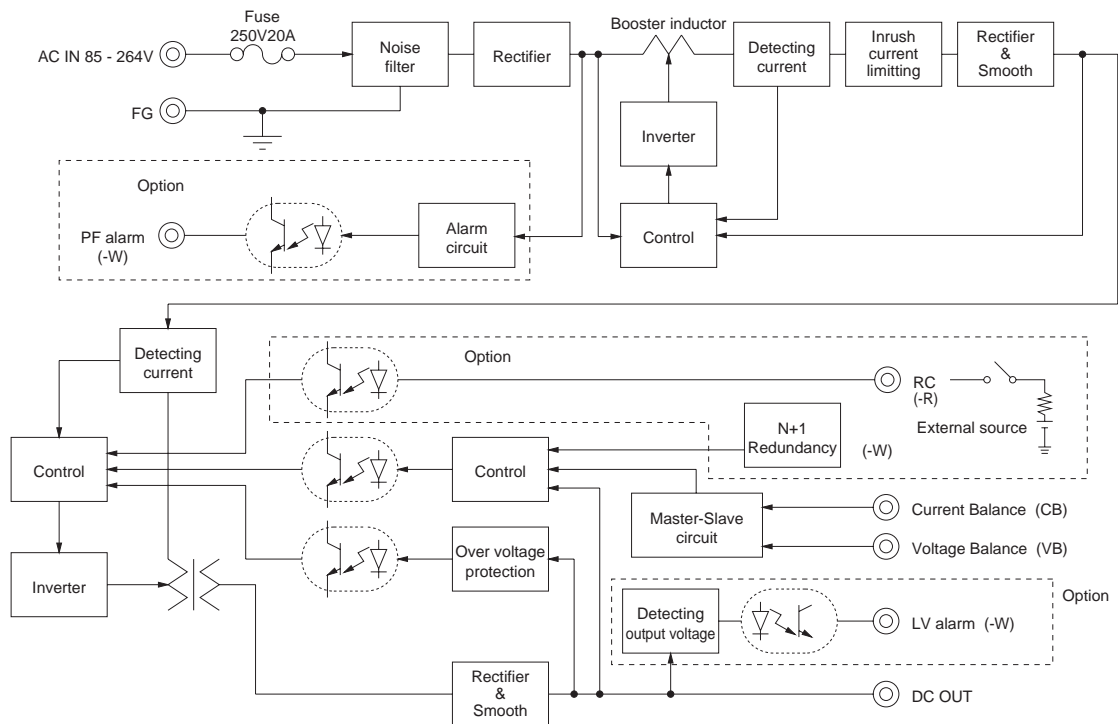 Fuse
250V20A
AC IN 85 - 264V
Noise
filter
Rectifier
Booster inductor
Detecting
current
Inrush
current
limiting
Rectifier
&
Smooth
FG
Inverter
Option
PF alarm
(-W)
Alarm
circuit
Control
Detecting
current
Option
RC
(-R)
External source
N+1
Redundancy
(-W)
Control
Control
Master-Slave
circuit
Current Balance (CB)
Voltage Balance (VB)
Inverter
Over voltage
protection
Option
Detecting
output voltage
LV alarm (-W)
Rectifier
&
Smooth
DC OUT